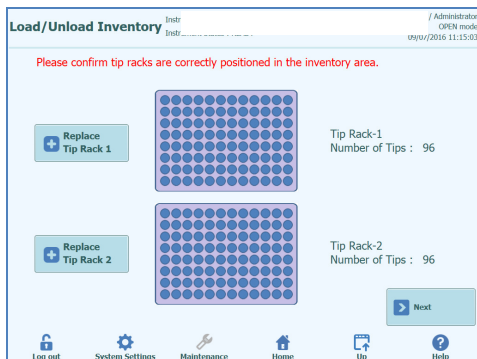 Load/Unload Inventory
Instr
/ Administrator
OPEN mode
09/07/2016 11:15:03
Please confirm tip racks are correctly positioned in the inventory area.
Replace
Tip Rack 1
Tip Rack-1
Number of Tips : 96
Replace
Tip Rack 2
Tip Rack-2
Number of Tips : 96
Next
Log out System Settings Maintenance Home Up Help